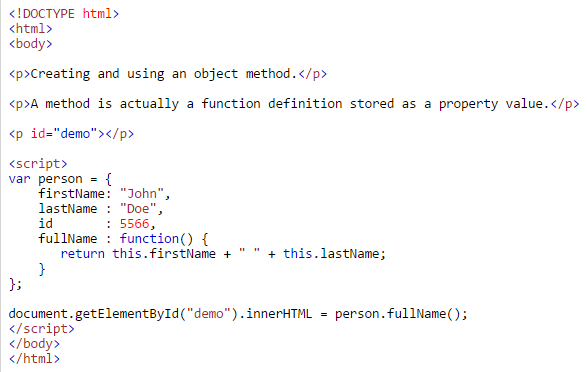 <!DOCTYPE html>
<html>
<body>

<p>Creating and using an object method.</p>

<p>A method is actually a function definition stored as a property value.</p>

<p id="demo"></p>

<script>
var person = {
    firstName: "John",
    lastName : "Doe",
    id       : 5566,
    fullName : function() {
       return this.firstName + " " + this.lastName;
    }
};

document.getElementById("demo").innerHTML = person.fullName();
</script>
</body>
</html>